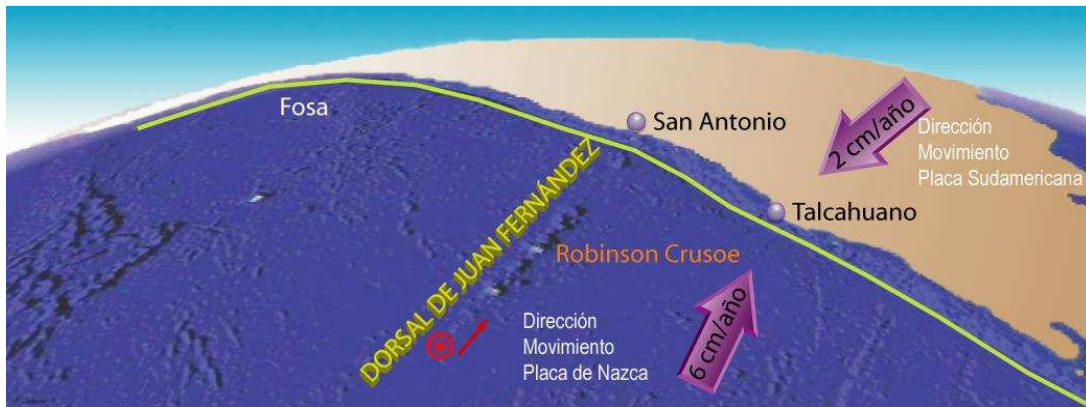 Fosa
San Antonio
2 cm/año
Dirección
Movimiento
Placa Sudamericana
Talcahuano
DORSAL DE JUAN FERNÁNDEZ
Robinson Crusoe
6 cm/año
Dirección
Movimiento
Placa de Nazca